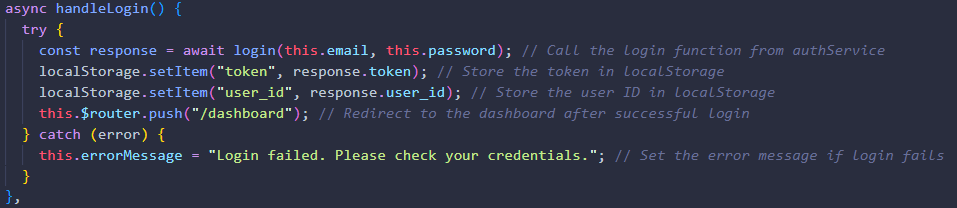 async handleLogin() {
  try {
    const response = await login(this.email, this.password); // Call the login function from authService
    localStorage.setItem("token", response.token); // Store the token in localStorage
    localStorage.setItem("user_id", response.user_id); // Store the user ID in localStorage
    this.$router.push("/dashboard"); // Redirect to the dashboard after successful login
  } catch (error) {
    this.errorMessage = "Login failed. Please check your credentials."; // Set the error message if login fails
  }
},